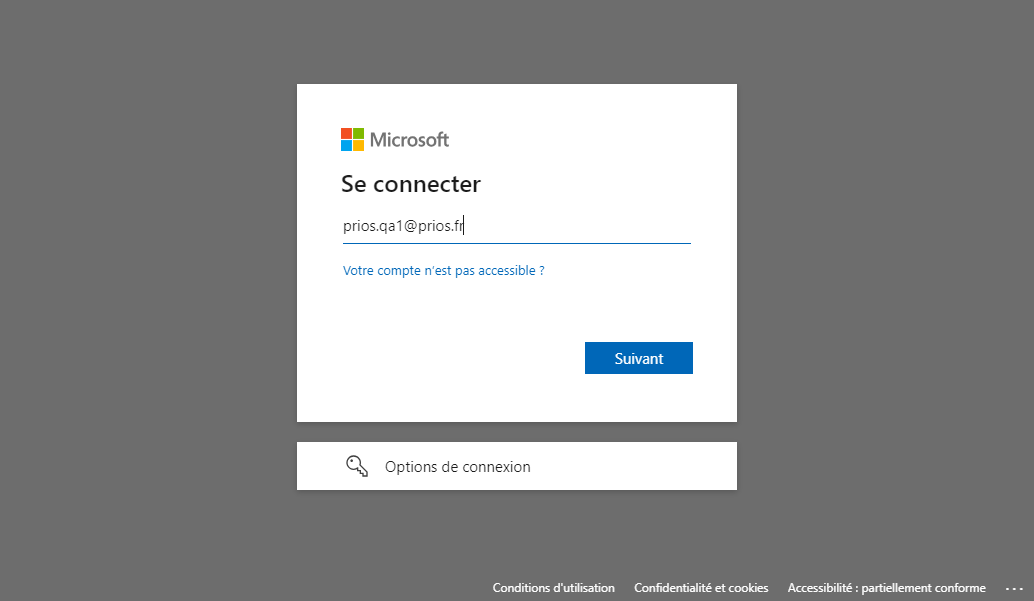 Microsoft
Se connecter
prios.qa1@prios.fr
Votre compte n'est pas accessible ?
Suivant
Options de connexion
Conditions d'utilisation Confidentialité et cookies Accessibilité : partiellement conforme ...